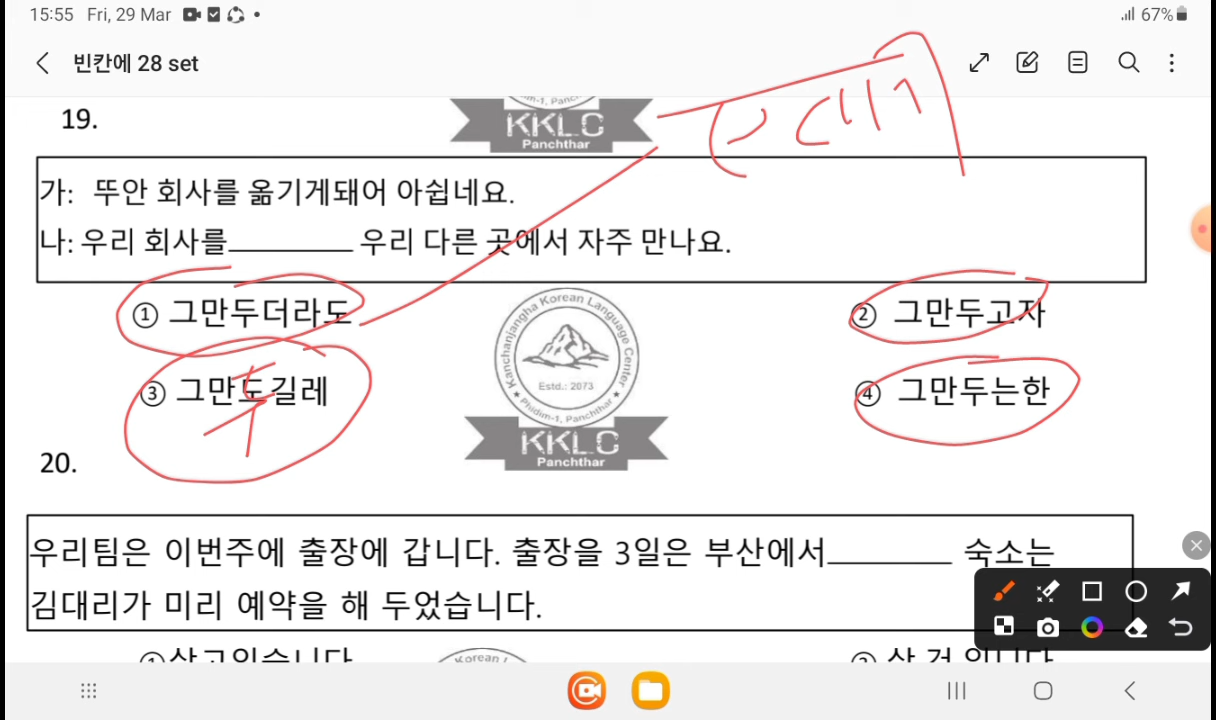 15:55 Fri, 29 Mar
67%
빈칸에 28 set
19.
KKLC
Panchthar
가: 뚜안 회사를 옮기게돼어 아쉽네요.
나: 우리 회사를__________ 우리 다른 곳에서 자주 만나요.
① 그만두더라도
② 그만두고자
③ 그만도길레
④ 그만두는한
Kanchanjangha Korean Language Center
Estd.: 2073
Phidim-1, Panchthar
KKLC
Panchthar
20.
우리팀은 이번주에 출장에 갑니다. 출장을 3일은 부산에서__________ 숙소는
김대리가 미리 예약을 해 두었습니다.